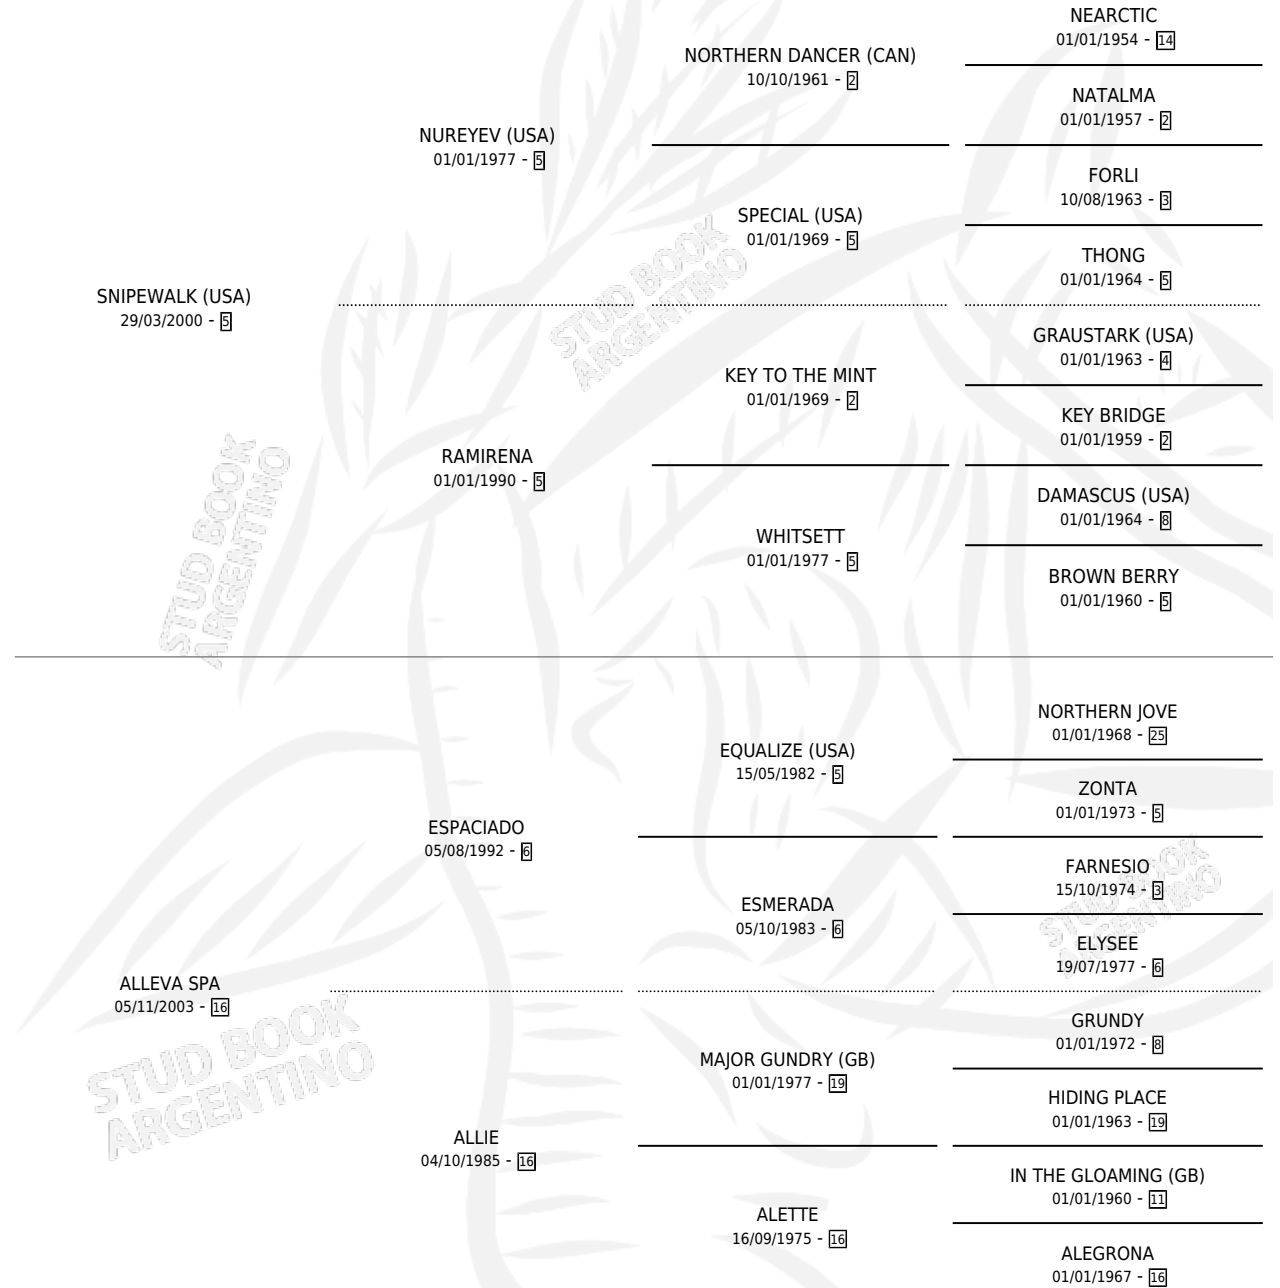 NEARCTIC
01/01/1954 - 14
NORTHERN DANCER (CAN)
10/10/1961 - 2
NATALMA
01/01/1957 - 2
NUREYEV (USA)
01/01/1977 - 5
FORLI
10/08/1963 - 3
SPECIAL (USA)
01/01/1969 - 5
THONG
01/01/1964 - 5
SNIPEWALK (USA)
29/03/2000 - 5
STUD BOOK
ARGENTINO
GRAUSTARK (USA)
01/01/1963 - 4
KEY TO THE MINT
01/01/1969 - 2
KEY BRIDGE
01/01/1959 - 2
RAMIRENA
01/01/1990 - 5
DAMASCUS (USA)
01/01/1964 - 8
WHITSETT
01/01/1977 - 5
BROWN BERRY
01/01/1960 - 5
STUD BOOK
ARGENTINO
NORTHERN JOVE
01/01/1968 - 25
EQUALIZE (USA)
15/05/1982 - 5
ZONTA
01/01/1973 - 5
ESPACIADO
05/08/1992 - 6
FARNESIO
15/10/1974 - 3
ESMERADA
05/10/1983 - 6
STUD BOOK
ARGENTINO
ELYSEE
19/07/1977 - 6
ALLEVA SPA
05/11/2003 - 16
GRUNDY
01/01/1972 - 8
MAJOR GUNDRY (GB)
01/01/1977 - 19
STUD BOOK
ARGENTINO
HIDING PLACE
01/01/1963 - 19
ALLIE
04/10/1985 - 16
IN THE GLOAMING (GB)
01/01/1960 - 11
ALETTE
16/09/1975 - 16
ALEGRONA
01/01/1967 - 16